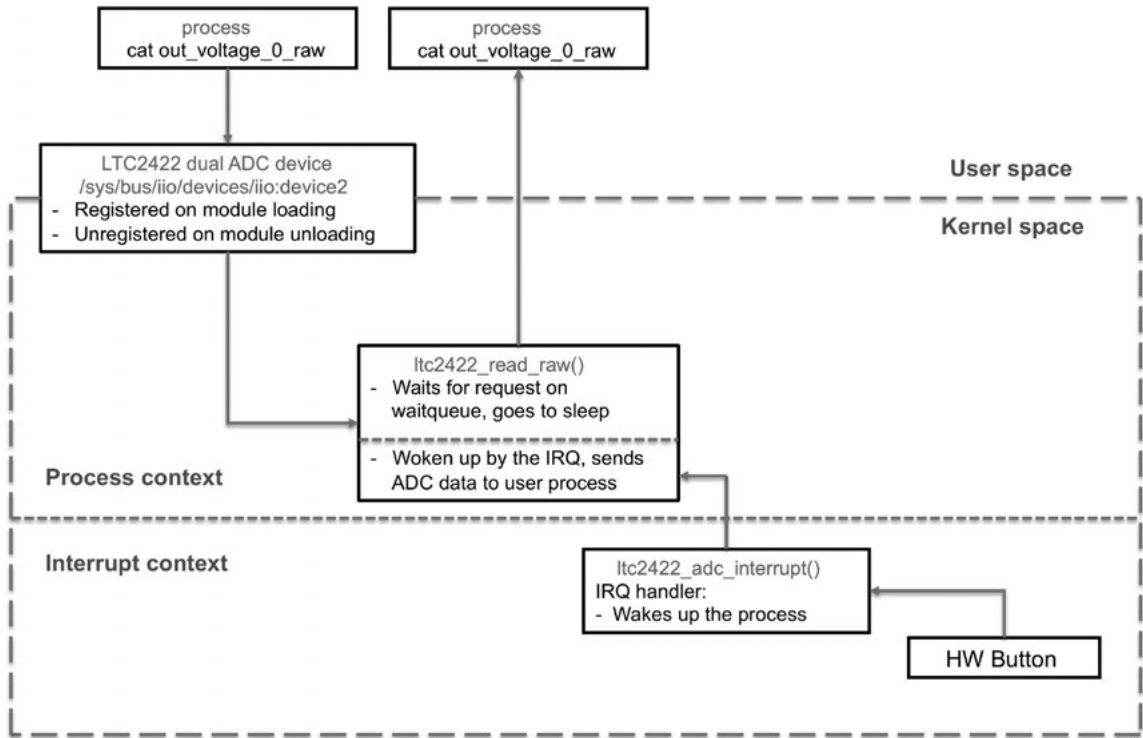 process
cat out_voltage_0_raw
process
cat out_voltage_0_raw
LTC2422 dual ADC device
/sys/bus/iio/devices/iio:device2
- Registered on module loading
- Unregistered on module unloading
User space
Kernel space
ltc2422_read_raw()
- Waits for request on
waitqueue, goes to sleep
- Woken up by the IRQ, sends
ADC data to user process
Process context
Interrupt context
ltc2422_adc_interrupt()
IRQ handler:
- Wakes up the process
HW Button